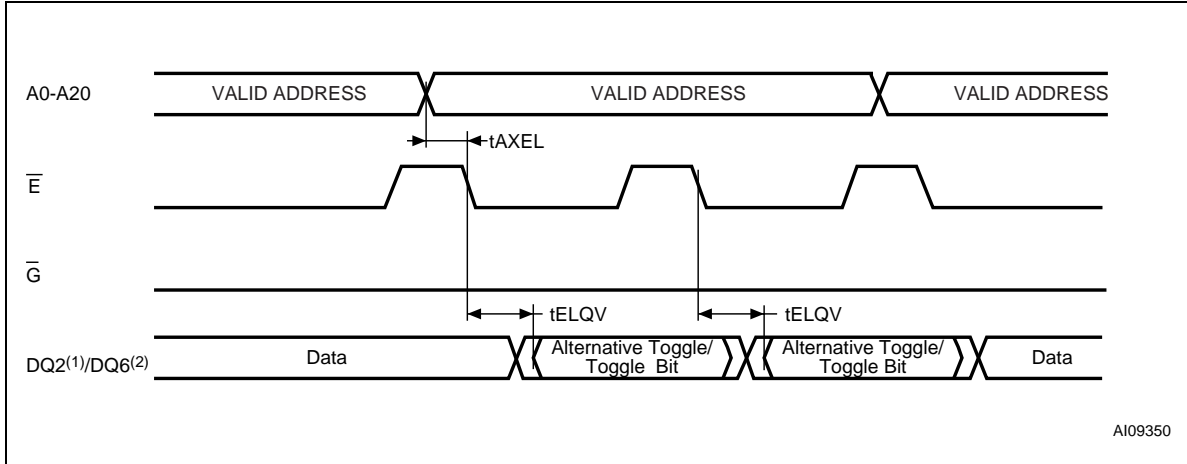 A0-A20 VALID ADDRESS VALID ADDRESS VALID ADDRESS
tAXEL
E̅
G̅
tELQV tELQV
DQ2(1)/DQ6(2) Data Alternative Toggle/ Toggle Bit Alternative Toggle/ Toggle Bit Data
AI09350